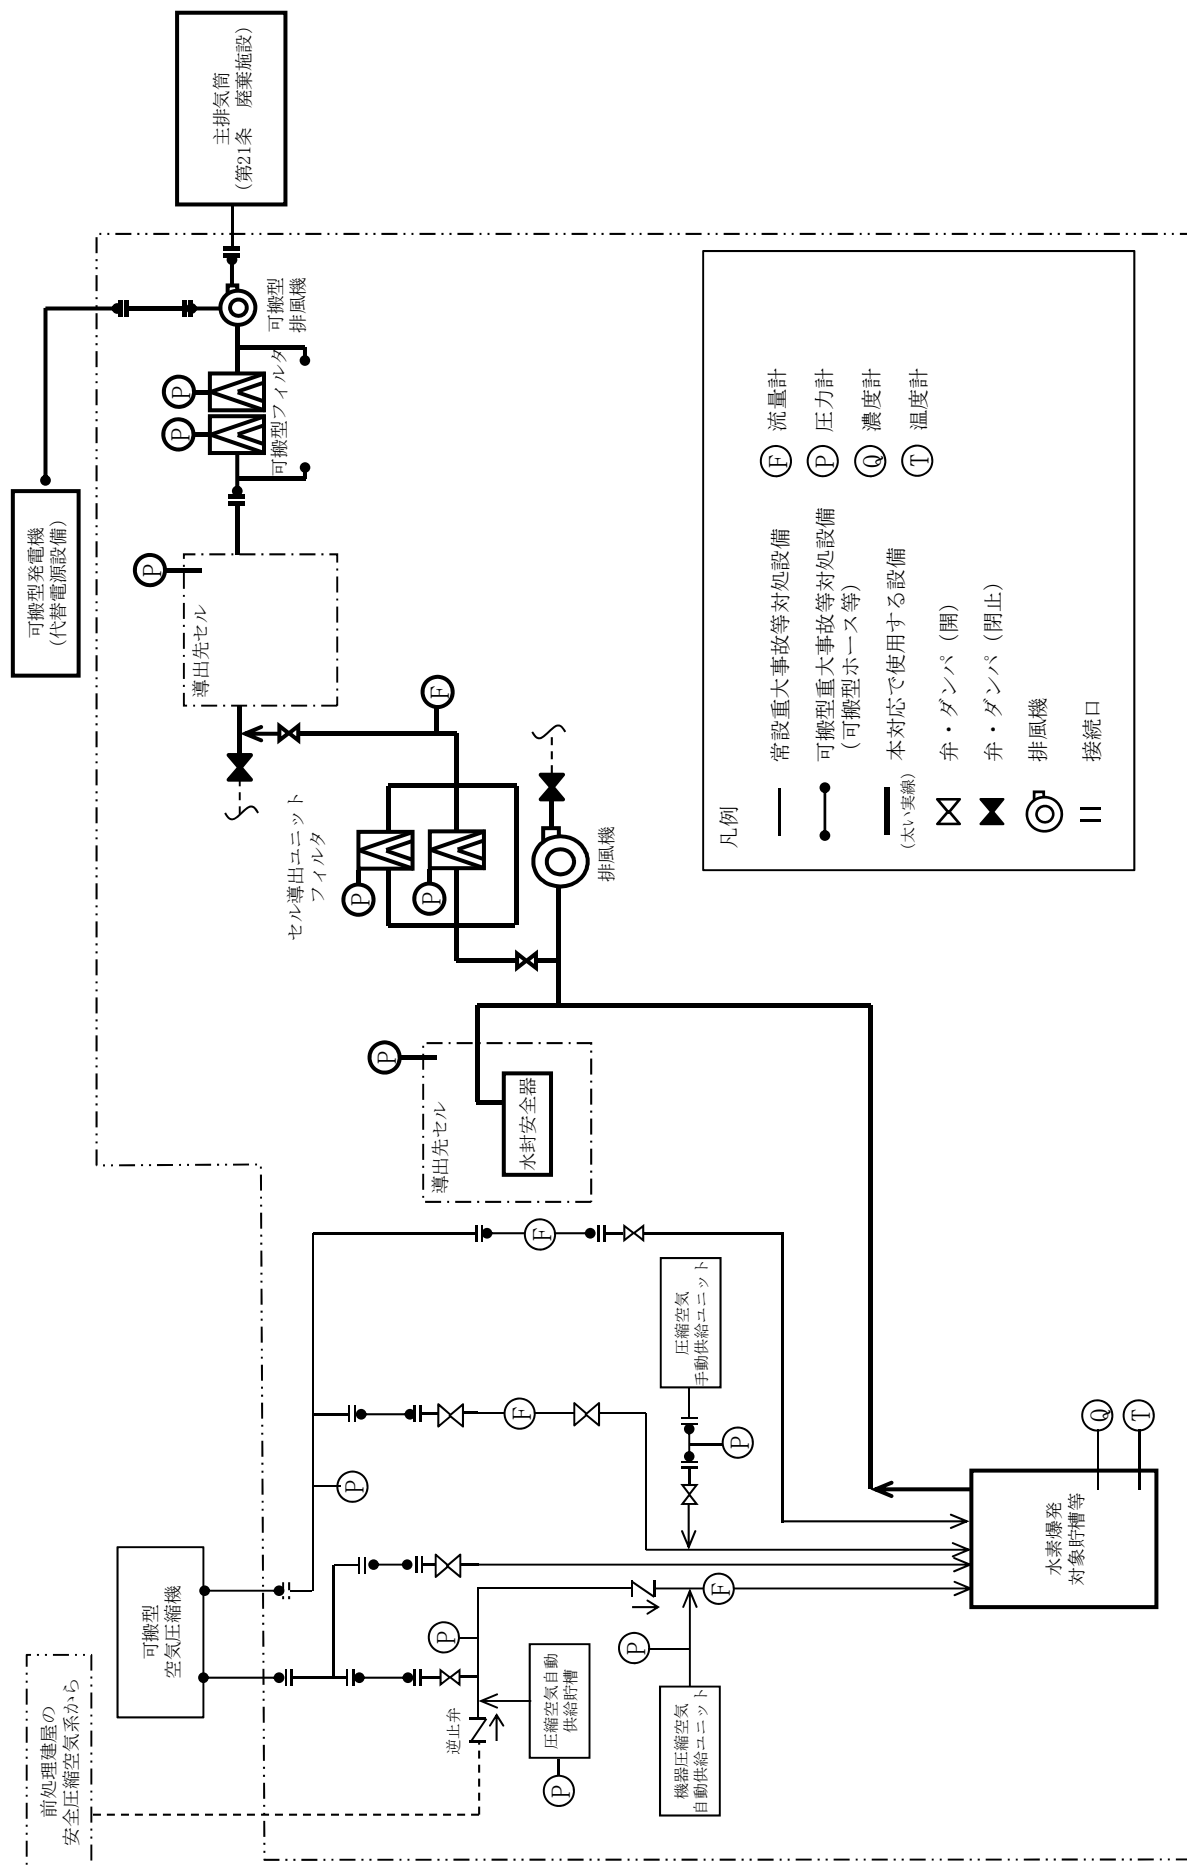 前処理建屋の
安全圧縮空気系から
可搬型
空気圧縮機
P
P
逆止弁
圧縮空気自動
供給貯槽
P
機器圧縮空気
自動供給ユニット
P
F
F
F
圧縮空気
手動供給ユニット
P
水素爆発
対象貯槽等
Q
T
導出先セル
P
水封安全器
セル導出ユニット
フィルタ
P
P
排風機
F
導出先セル
P
可搬型フィルタ
P
P
可搬型
排風機
可搬型発電機
(代替電源設備)
主排気筒
(第21条 廃棄施設)
凡例
常設重大事故等対処設備
可搬型重大事故等対処設備
(可搬型ホース等)
本対応で使用する設備
(太い実線)
弁・ダンパ(開)
弁・ダンパ(閉止)
排風機
接続口
F 流量計
P 圧力計
Q 濃度計
T 温度計